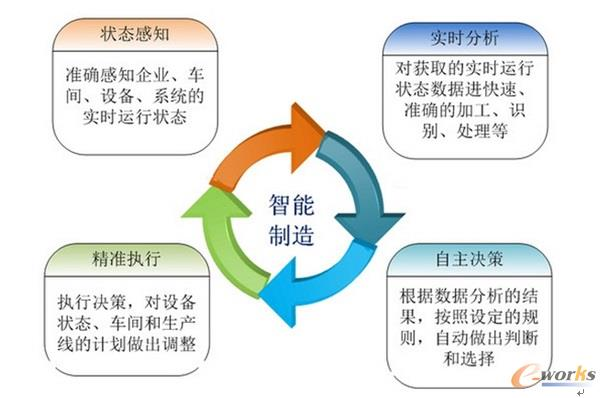 状态感知
准确感知企业、车
间、设备、系统的
实时运行状态
实时分析
对获取的实时运行
状态数据进快速、
准确的加工、识
别、处理等
智能
制造
精准执行
执行决策，对设备
状态、车间和生产
线的计划做出调整
自主决策
根据数据分析的结
果，按照设定的规
则，自动做出判断
和选择
e-works